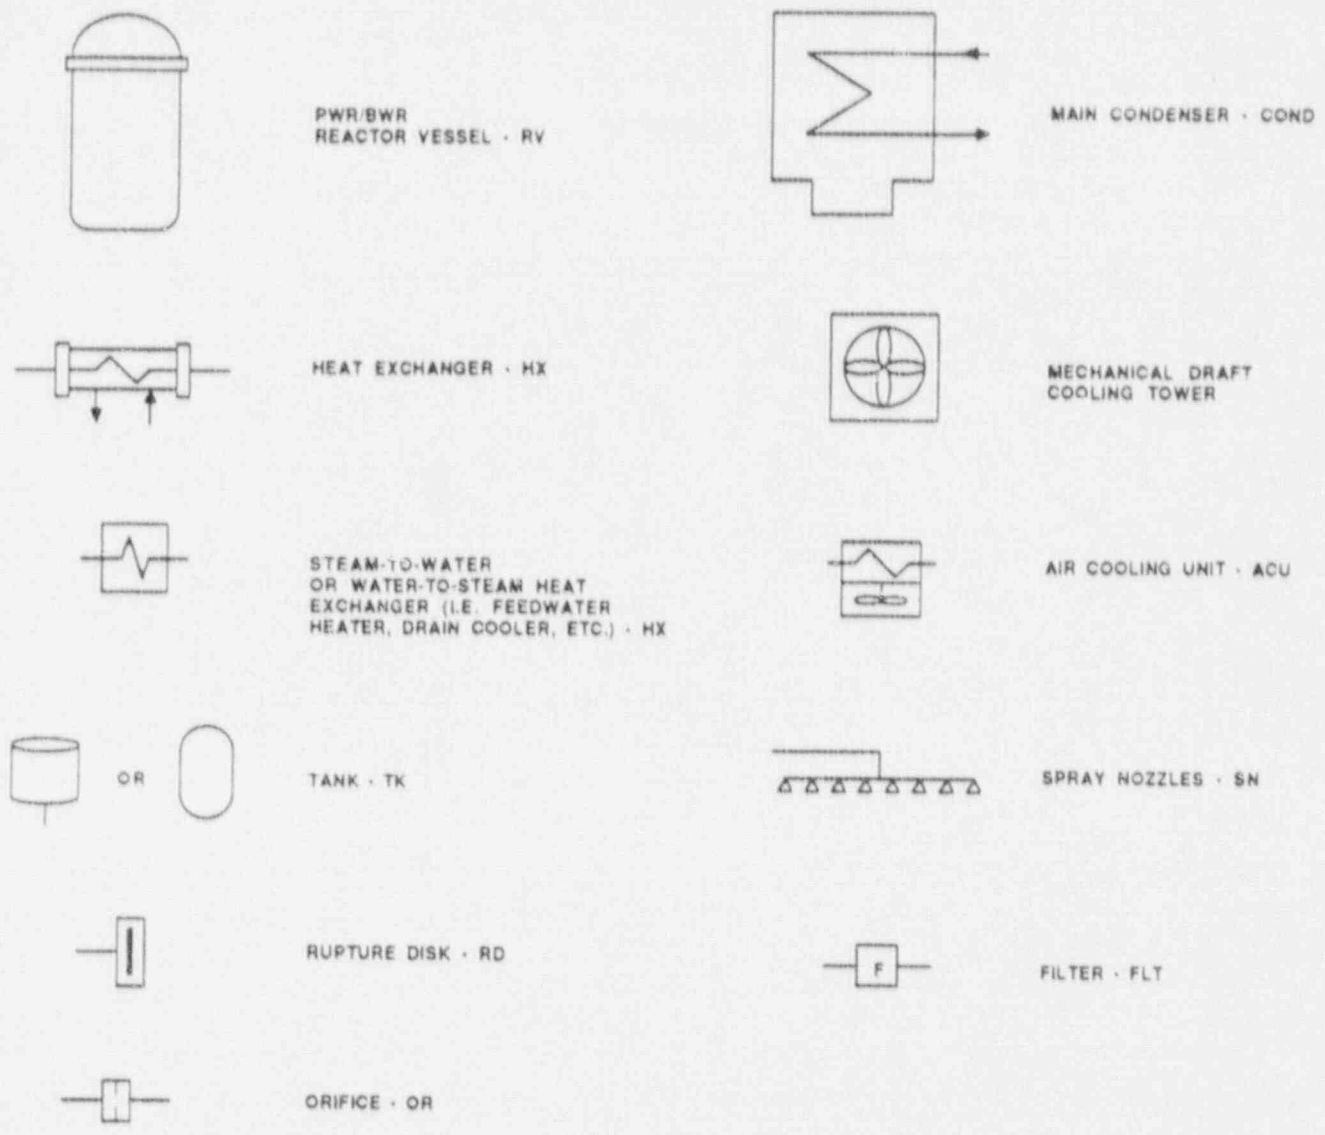 PWR/BWR
REACTOR VESSEL - RV
MAIN CONDENSER - COND
HEAT EXCHANGER - HX
MECHANICAL DRAFT
COOLING TOWER
STEAM-TO-WATER
OR WATER-TO-STEAM HEAT
EXCHANGER (I.E. FEEDWATER
HEATER, DRAIN COOLER, ETC.) - HX
AIR COOLING UNIT - ACU
OR
TANK - TK
SPRAY NOZZLES - SN
RUPTURE DISK - RD
F
FILTER - FLT
ORIFICE - OR